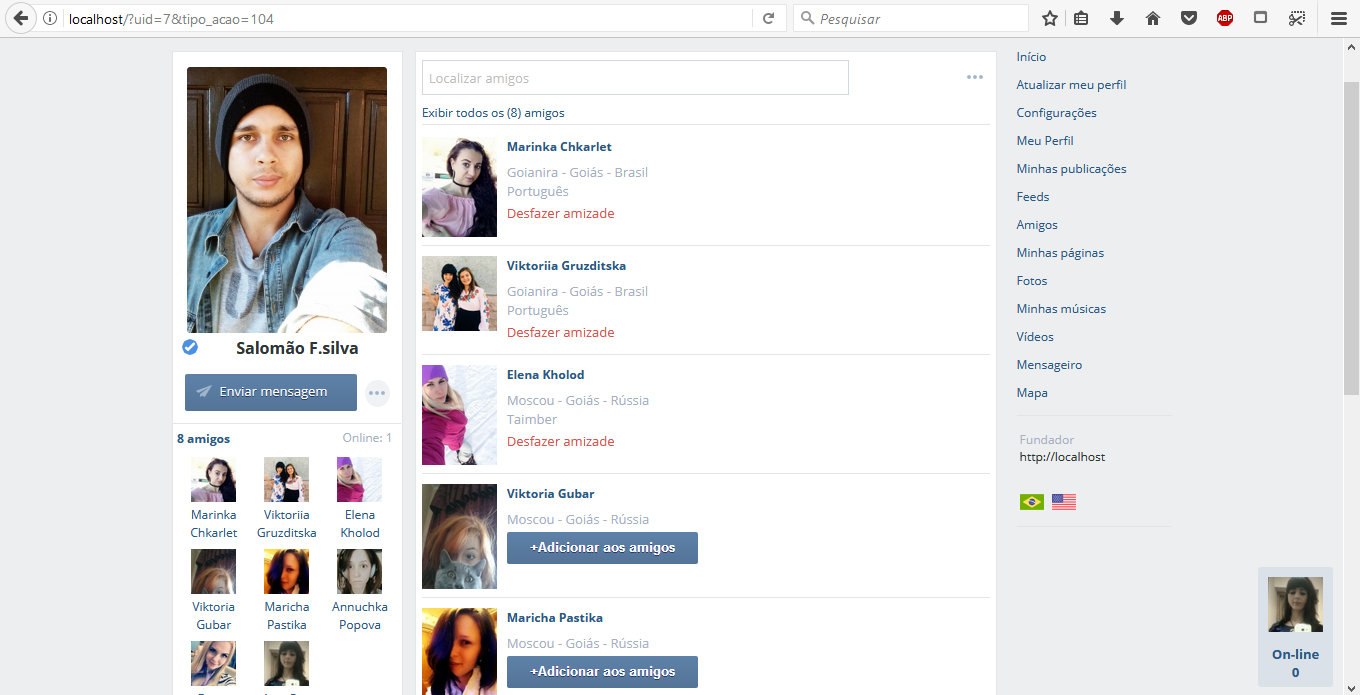 localhost/?uid=7&tipo_acao=104
Pesquisar
ABP
Salomão F.silva
Enviar mensagem
8 amigos
Online: 1
Marinka
Chkarlet
Viktoriia
Gruzditska
Elena
Kholod
Viktoria
Gubar
Maricha
Pastika
Annuchka
Popova
Localizar amigos
Exibir todos os (8) amigos
Marinka Chkarlet
Goianira - Goiás - Brasil
Português
Desfazer amizade
Viktoriia Gruzditska
Goianira - Goiás - Brasil
Português
Desfazer amizade
Elena Kholod
Moscou - Goiás - Rússia
Taimber
Desfazer amizade
Viktoria Gubar
Moscou - Goiás - Rússia
+Adicionar aos amigos
Maricha Pastika
Moscou - Goiás - Rússia
+Adicionar aos amigos
Início
Atualizar meu perfil
Configurações
Meu Perfil
Minhas publicações
Feeds
Amigos
Minhas páginas
Fotos
Minhas músicas
Vídeos
Mensageiro
Mapa
Fundador
http://localhost
On-line
0